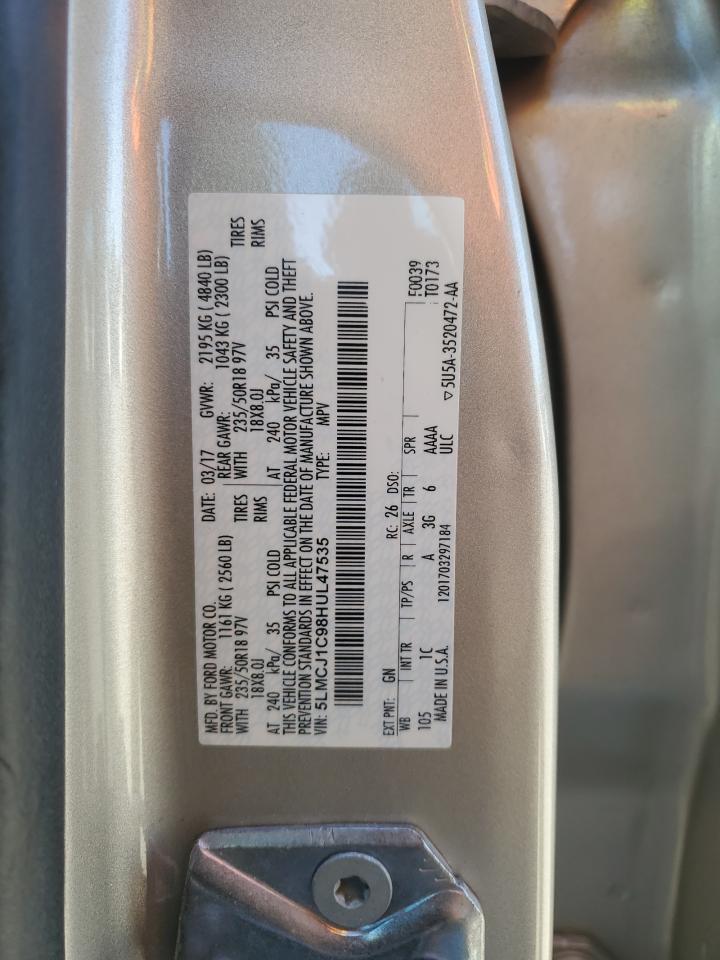 MFD. BY FORD MOTOR CO.
DATE: 03/17 GVWR: 2195 KG ( 4840 LB)
FRONT GAWR: 1161 KG ( 2560 LB)
REAR GAWR: 1043 KG ( 2300 LB)
WITH 235/50R18 97V TIRES
WITH 235/50R18 97V TIRES
18X8.0J RIMS
18X8.0J RIMS
AT 240 kPa/ 35 PSI COLD
AT 240 kPa/ 35 PSI COLD
THIS VEHICLE CONFORMS TO ALL APPLICABLE FEDERAL MOTOR VEHICLE SAFETY AND THEFT
PREVENTION STANDARDS IN EFFECT ON THE DATE OF MANUFACTURE SHOWN ABOVE.
VIN: 5LMCJ1C98HUL47535
TYPE: MPV
F0039
T0173
EXT PNT: GN RC: 26 DSO:
WB INT TR TP/PS R AXLE TR SPR
105 1C A 3G 6 AAAA
ULC
MADE IN U.S.A. 1201703297184
▽5U5A-3520472-AA